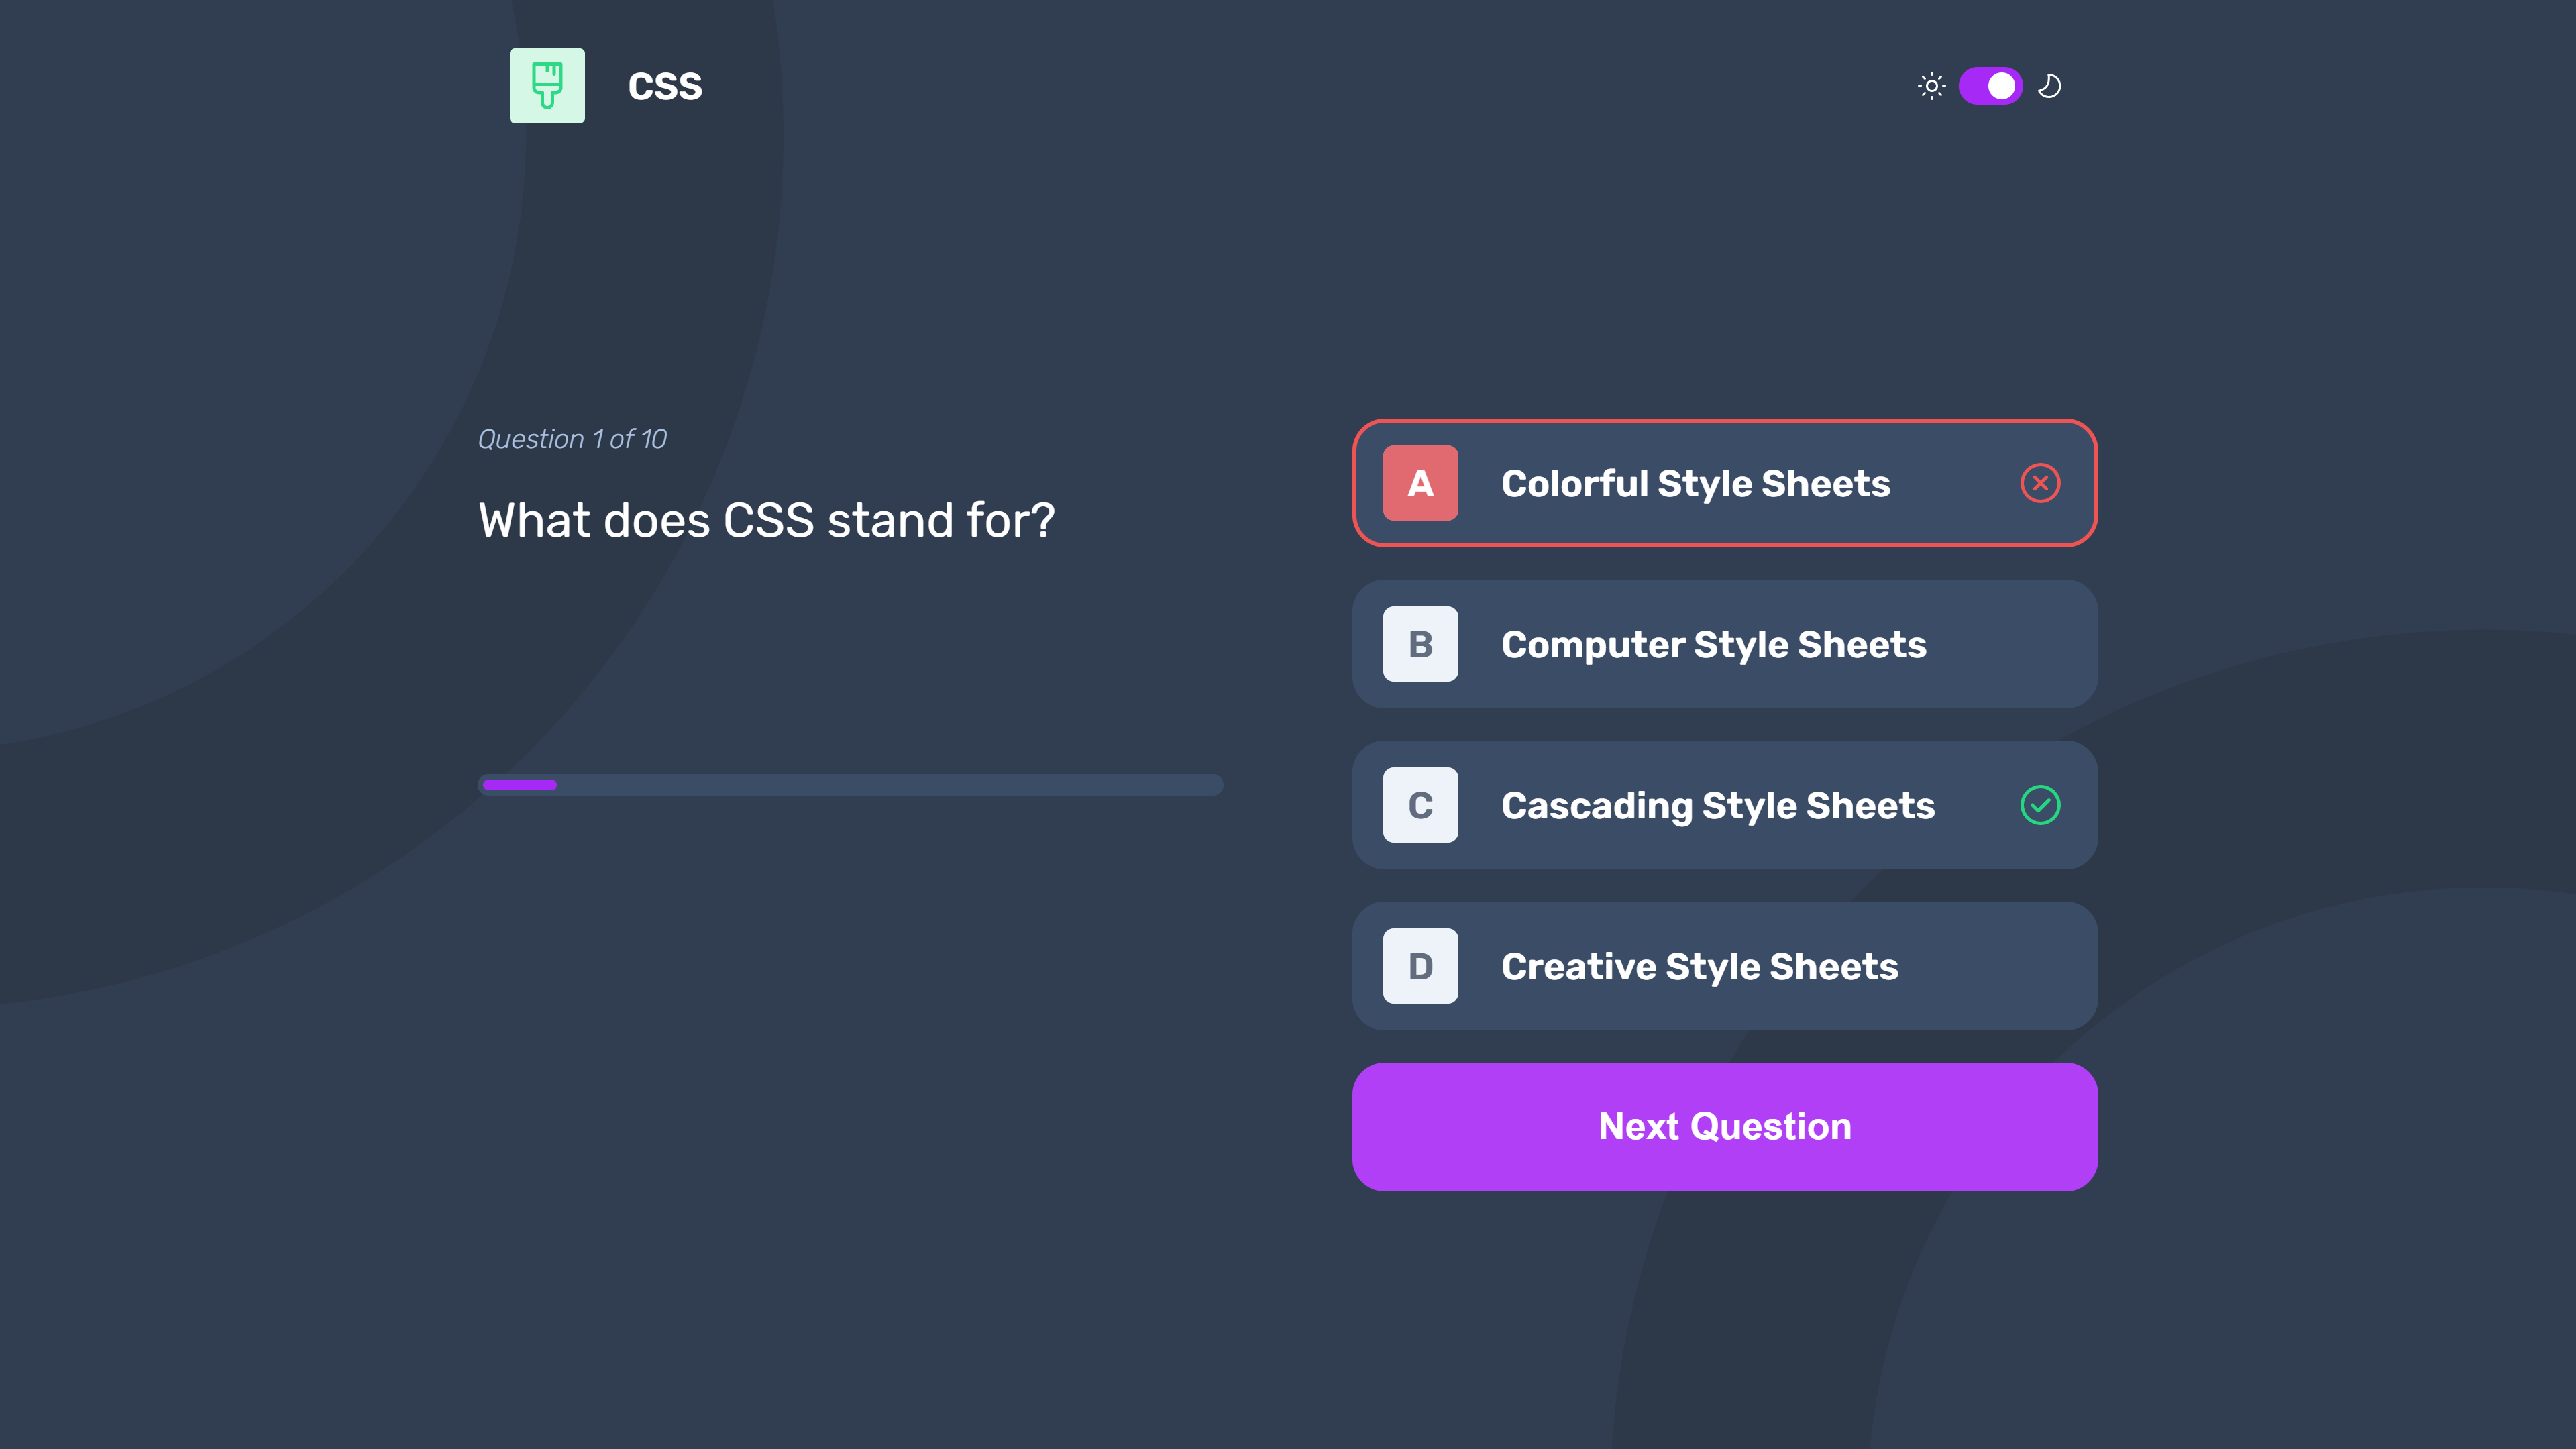 CSS
Question 1 of 10
What does CSS stand for?
A Colorful Style Sheets
B Computer Style Sheets
C Cascading Style Sheets
D Creative Style Sheets
Next Question